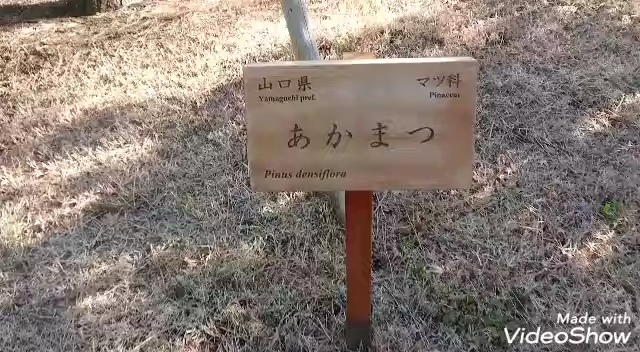 山口県
Yamaguchi pref.
マツ科
Pinaceae
あかまつ
Pinus densiflora
Made with
VideoShow